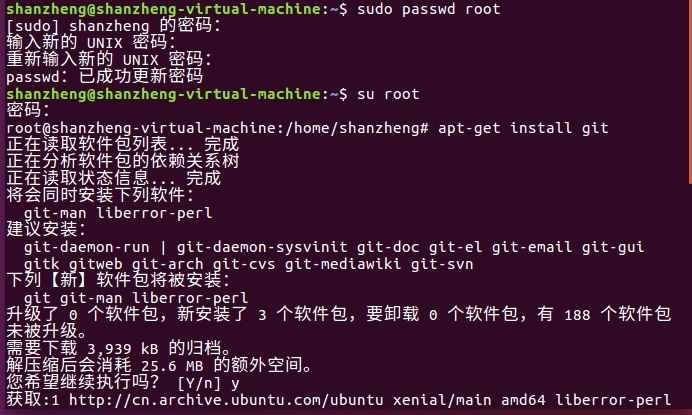 shanzheng@shanzheng-virtual-machine:~$ sudo passwd root
[sudo] shanzheng 的密码：
输入新的 UNIX 密码：
重新输入新的 UNIX 密码：
passwd：已成功更新密码
shanzheng@shanzheng-virtual-machine:~$ su root
密码：
root@shanzheng-virtual-machine:/home/shanzheng# apt-get install git
正在读取软件包列表... 完成
正在分析软件包的依赖关系树
正在读取状态信息... 完成
将会同时安装下列软件：
  git-man liberror-perl
建议安装：
  git-daemon-run | git-daemon-sysvinit git-doc git-el git-email git-gui
  gitk gitweb git-arch git-cvs git-mediawiki git-svn
下列【新】软件包将被安装：
  git git-man liberror-perl
升级了 0 个软件包，新安装了 3 个软件包，要卸载 0 个软件包，有 188 个软件包
未被升级。
需要下载 3,939 kB 的归档。
解压缩后会消耗 25.6 MB 的额外空间。
您希望继续执行吗？ [Y/n] y
获取:1 http://cn.archive.ubuntu.com/ubuntu xenial/main amd64 liberror-perl